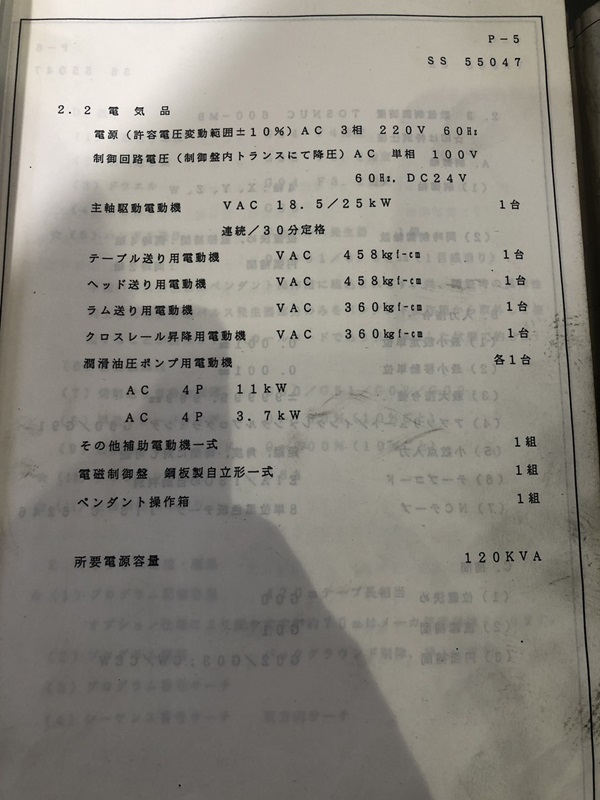 P-5
SS 55047
2.2 電気品
電源(許容電圧変動範囲±10%)AC 3相 220V 60Hz
制御回路電圧(制御盤内トランスにて降圧)AC 単相 100V
60Hz, DC24V
主軸駆動電動機 VAC 18.5/25kW 1台
連続/30分定格
テーブル送り用電動機 VAC 458kgf-cm 1台
ヘッド送り用電動機 VAC 458kgf-cm 1台
ラム送り用電動機 VAC 360kgf-cm 1台
クロスレール昇降用電動機 VAC 360kgf-cm 1台
潤滑油圧ポンプ用電動機 各1台
AC 4P 11kW
AC 4P 3.7kW
その他補助電動機一式 1組
電磁制御盤 鋼板製自立形一式 1組
ペンダント操作箱 1組
所要電源容量 120KVA